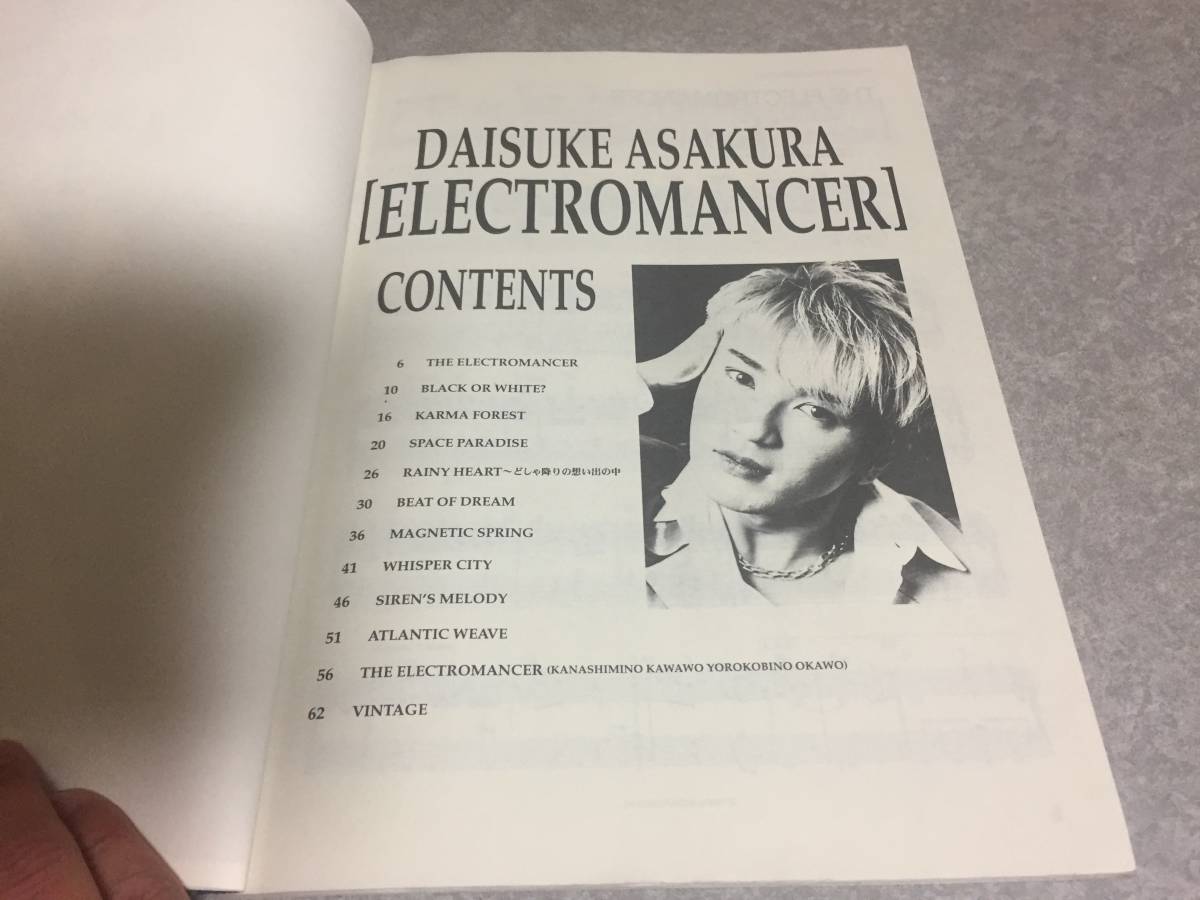 DAISUKE ASAKURA
[ELECTROMANCER]
CONTENTS
6 THE ELECTROMANCER
10 BLACK OR WHITE?
16 KARMA FOREST
20 SPACE PARADISE
26 RAINY HEART～どしゃ降りの想い出の中
30 BEAT OF DREAM
36 MAGNETIC SPRING
41 WHISPER CITY
46 SIREN'S MELODY
51 ATLANTIC WEAVE
56 THE ELECTROMANCER (KANASHIMINO KAWAWO YOROKOBINO OKAWO)
62 VINTAGE